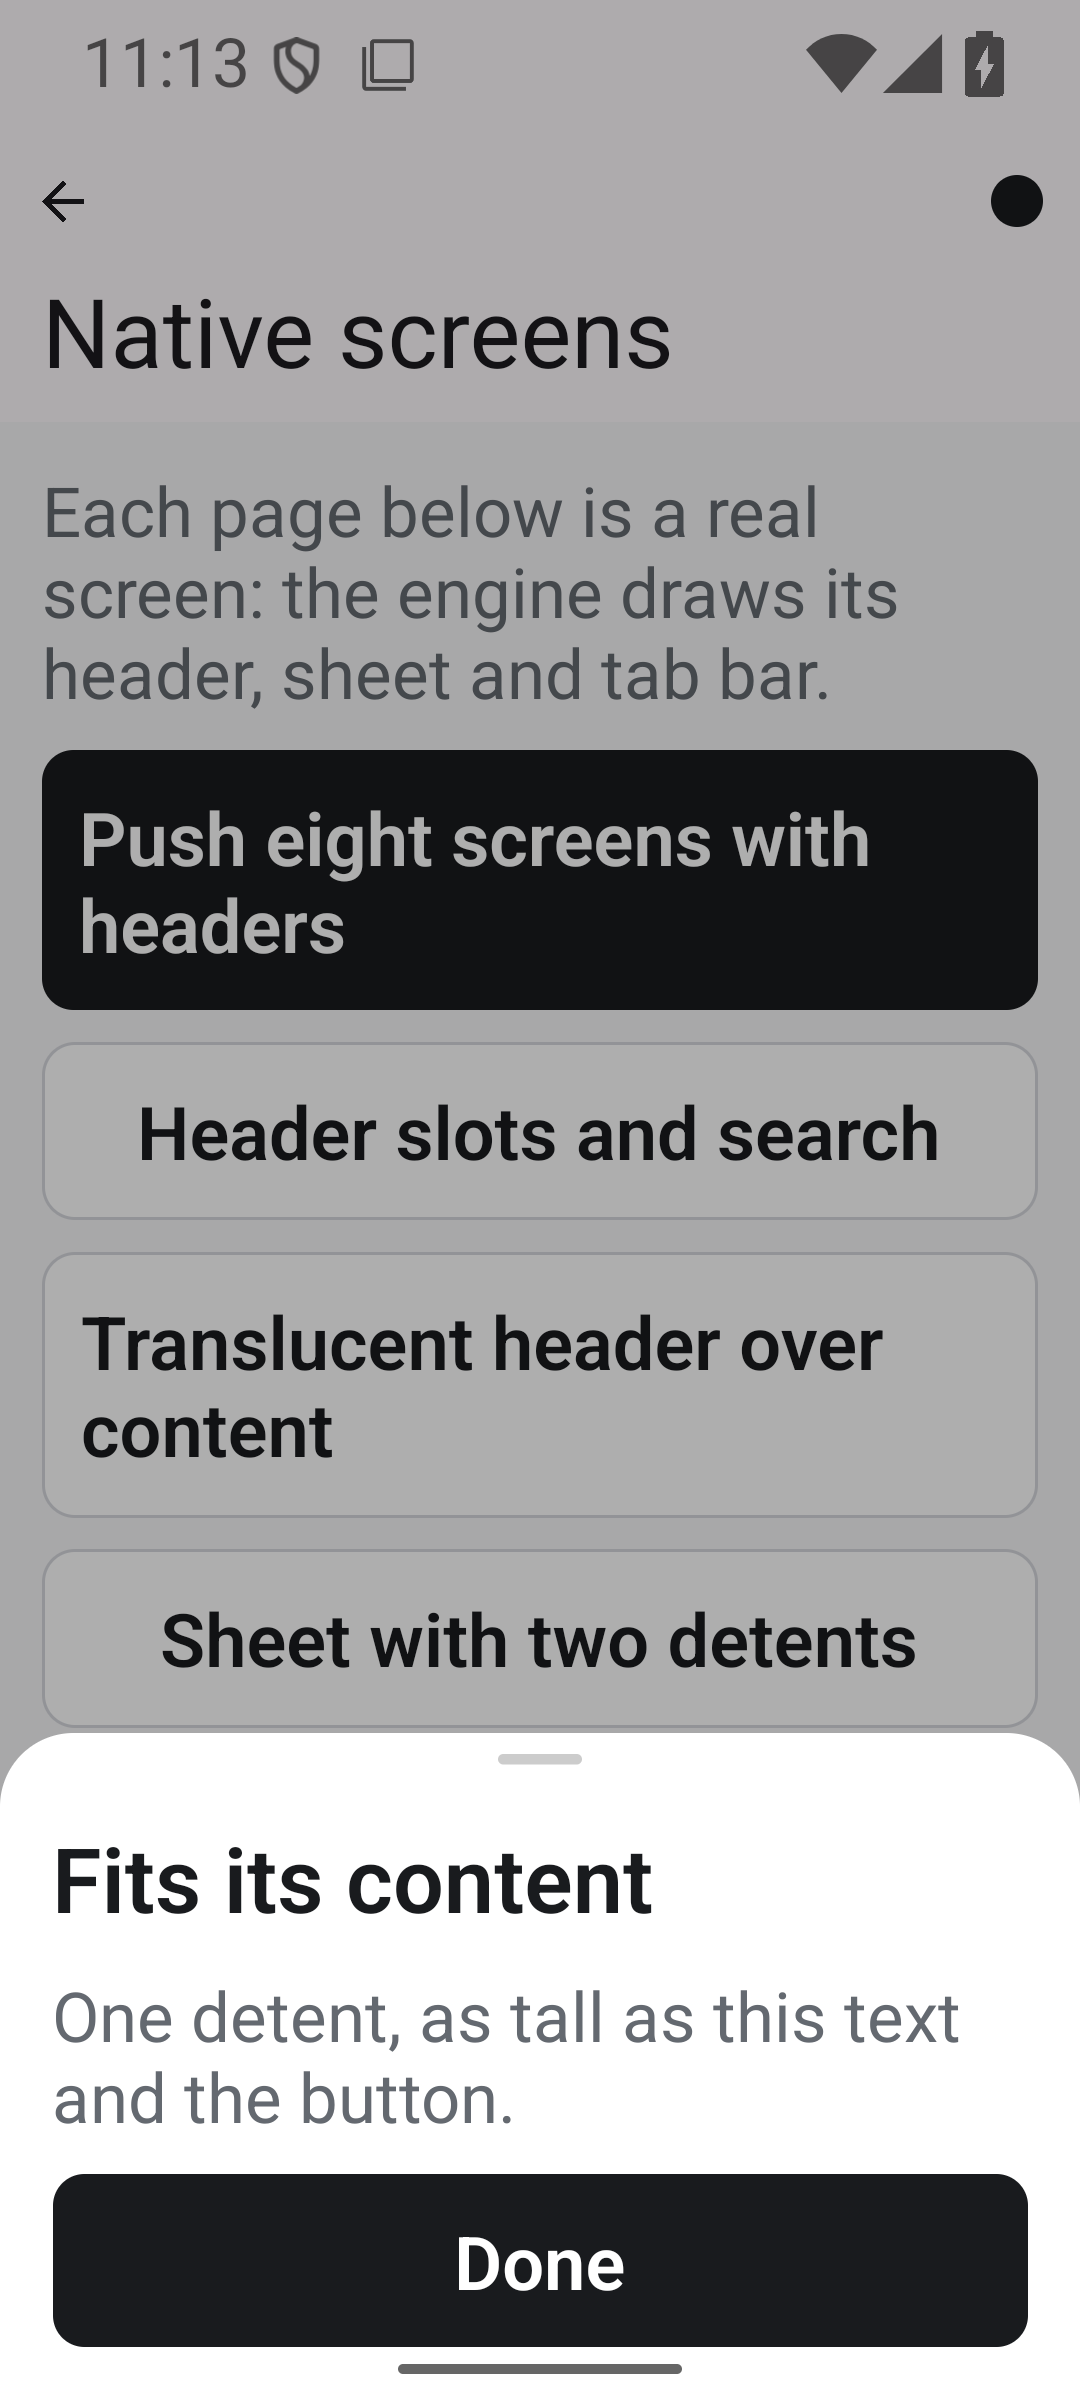 11:13
Native screens
Each page below is a real
screen: the engine draws its
header, sheet and tab bar.
Push eight screens with
headers
Header slots and search
Translucent header over
content
Sheet with two detents
Fits its content
One detent, as tall as this text
and the button.
Done